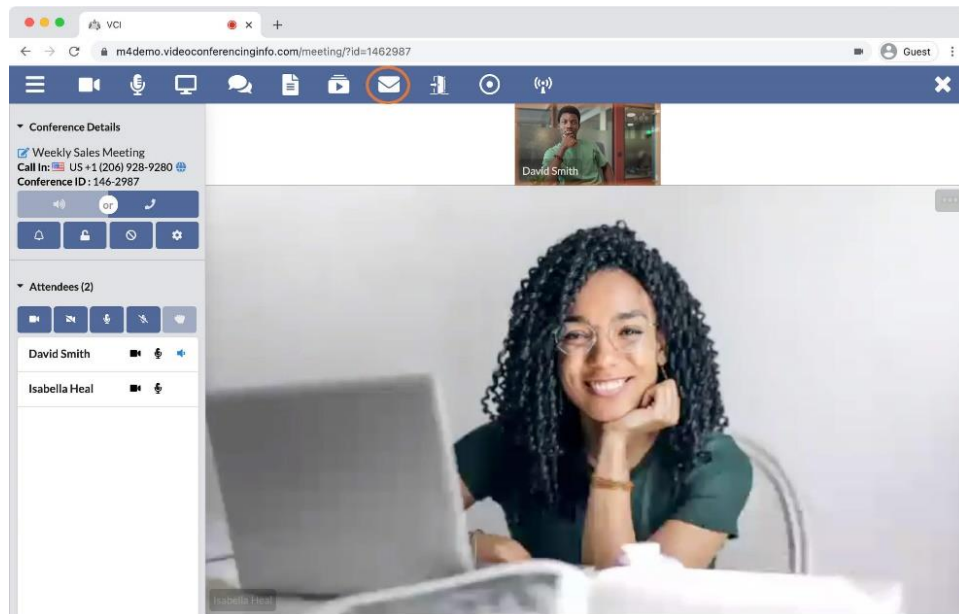 VCI
m4demo.videoconferencinginfo.com/meeting/?id=1462987
Guest
Conference Details
Weekly Sales Meeting
Call In: US +1 (206) 928-9280
Conference ID : 146-2987
or
Attendees (2)
David Smith
Isabella Heal
David Smith
Isabella Heal